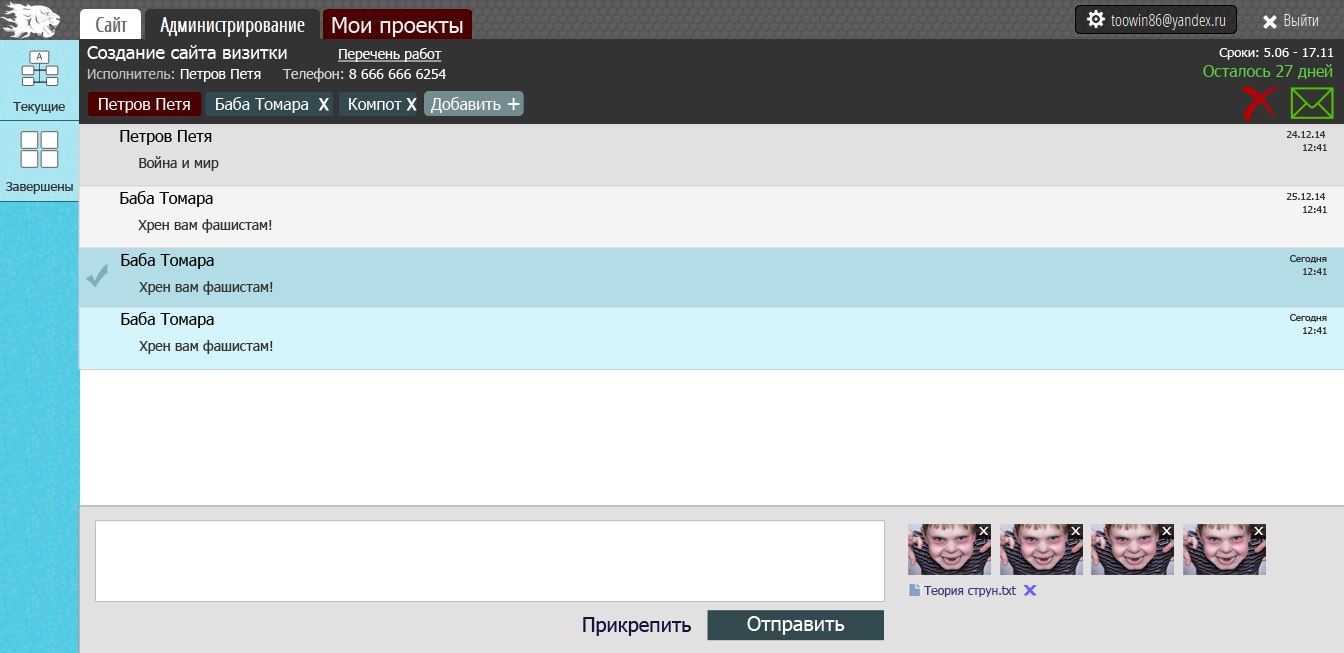 Сайт Администрирование Мои проекты toowin86@yandex.ru Выйти
Создание сайта визитки Перечень работ Сроки: 5.06 - 17.11
Исполнитель: Петров Петя Телефон: 8 666 666 6254 Осталось 27 дней
A
Текущие
Завершены
Петров Петя Баба Томара X Компот X Добавить +
Петров Петя 24.12.14
Война и мир 12:41
Баба Томара 25.12.14
Хрен вам фашистам! 12:41
Баба Томара Сегодня
Хрен вам фашистам! 12:41
Баба Томара Сегодня
Хрен вам фашистам! 12:41
X X X X
Теория струн.txt X
Прикрепить Отправить